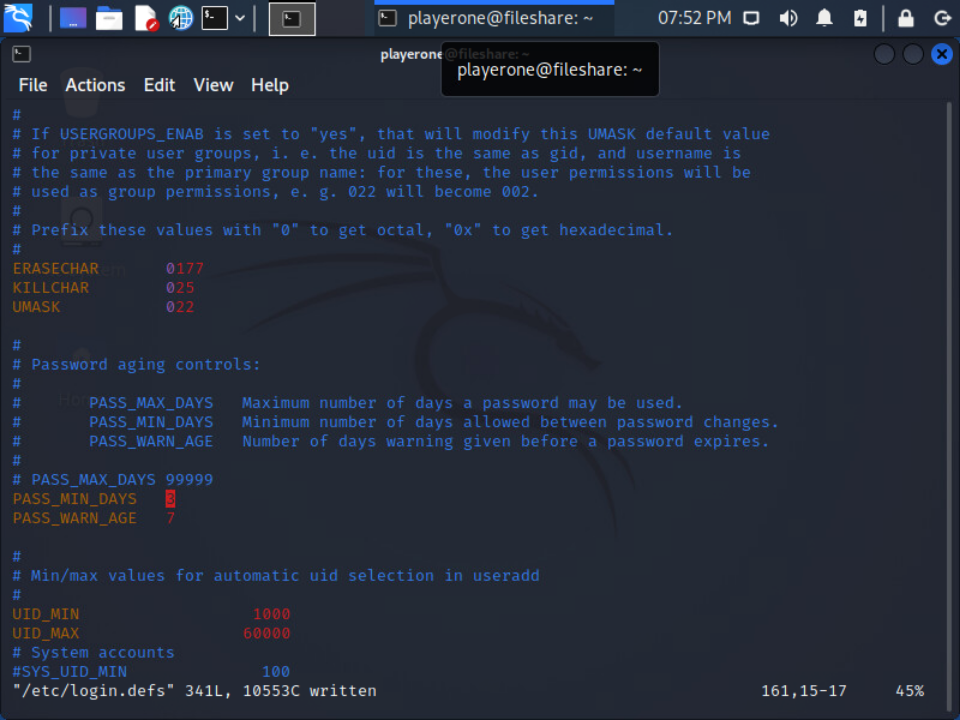 playerone@fileshare: ~
07:52 PM
playerone@fileshare: ~
playerone@fileshare: ~
File Actions Edit View Help
#
# If USERGROUPS_ENAB is set to "yes", that will modify this UMASK default value
# for private user groups, i. e. the uid is the same as gid, and username is
# the same as the primary group name: for these, the user permissions will be
# used as group permissions, e. g. 022 will become 002.
#
# Prefix these values with "0" to get octal, "0x" to get hexadecimal.
#
ERASECHAR 0177
KILLCHAR 025
UMASK 022
#
# Password aging controls:
#
# PASS_MAX_DAYS Maximum number of days a password may be used.
# PASS_MIN_DAYS Minimum number of days allowed between password changes.
# PASS_WARN_AGE Number of days warning given before a password expires.
#
# PASS_MAX_DAYS 99999
PASS_MIN_DAYS 3
PASS_WARN_AGE 7
#
# Min/max values for automatic uid selection in useradd
#
UID_MIN 1000
UID_MAX 60000
# System accounts
#SYS_UID_MIN 100
"/etc/login.defs" 341L, 10553C written 161,15-17 45%